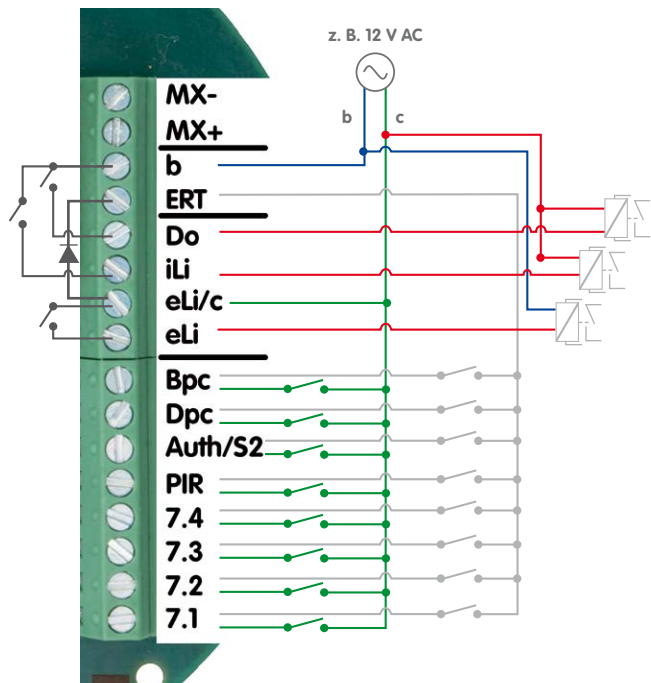 z. B. 12 V AC
b
c
MX-
MX+
b
ERT
Do
iLi
eLi/c
eLi
Bpc
Dpc
Auth/S2
PIR
7.4
7.3
7.2
7.1